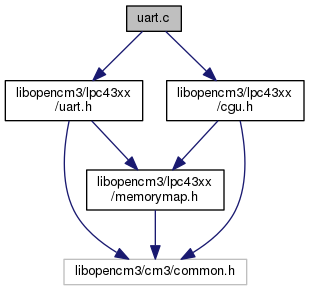 uart.c
libopencm3/lpc43xx
/uart.h
libopencm3/lpc43xx
/cgu.h
libopencm3/lpc43xx
/memorymap.h
libopencm3/cm3/common.h